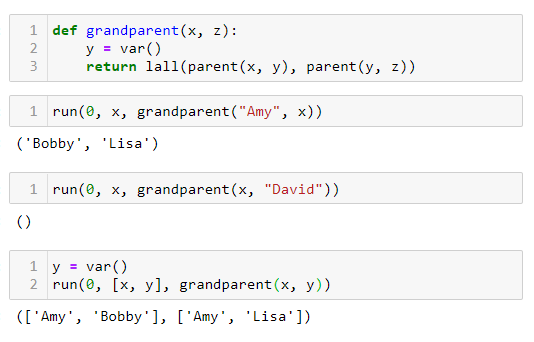 1 def grandparent(x, z):
2     y = var()
3     return lall(parent(x, y), parent(y, z))
1 run(0, x, grandparent("Amy", x))
('Bobby', 'Lisa')
1 run(0, x, grandparent(x, "David"))
()
1 y = var()
2 run(0, [x, y], grandparent(x, y))
(['Amy', 'Bobby'], ['Amy', 'Lisa'])